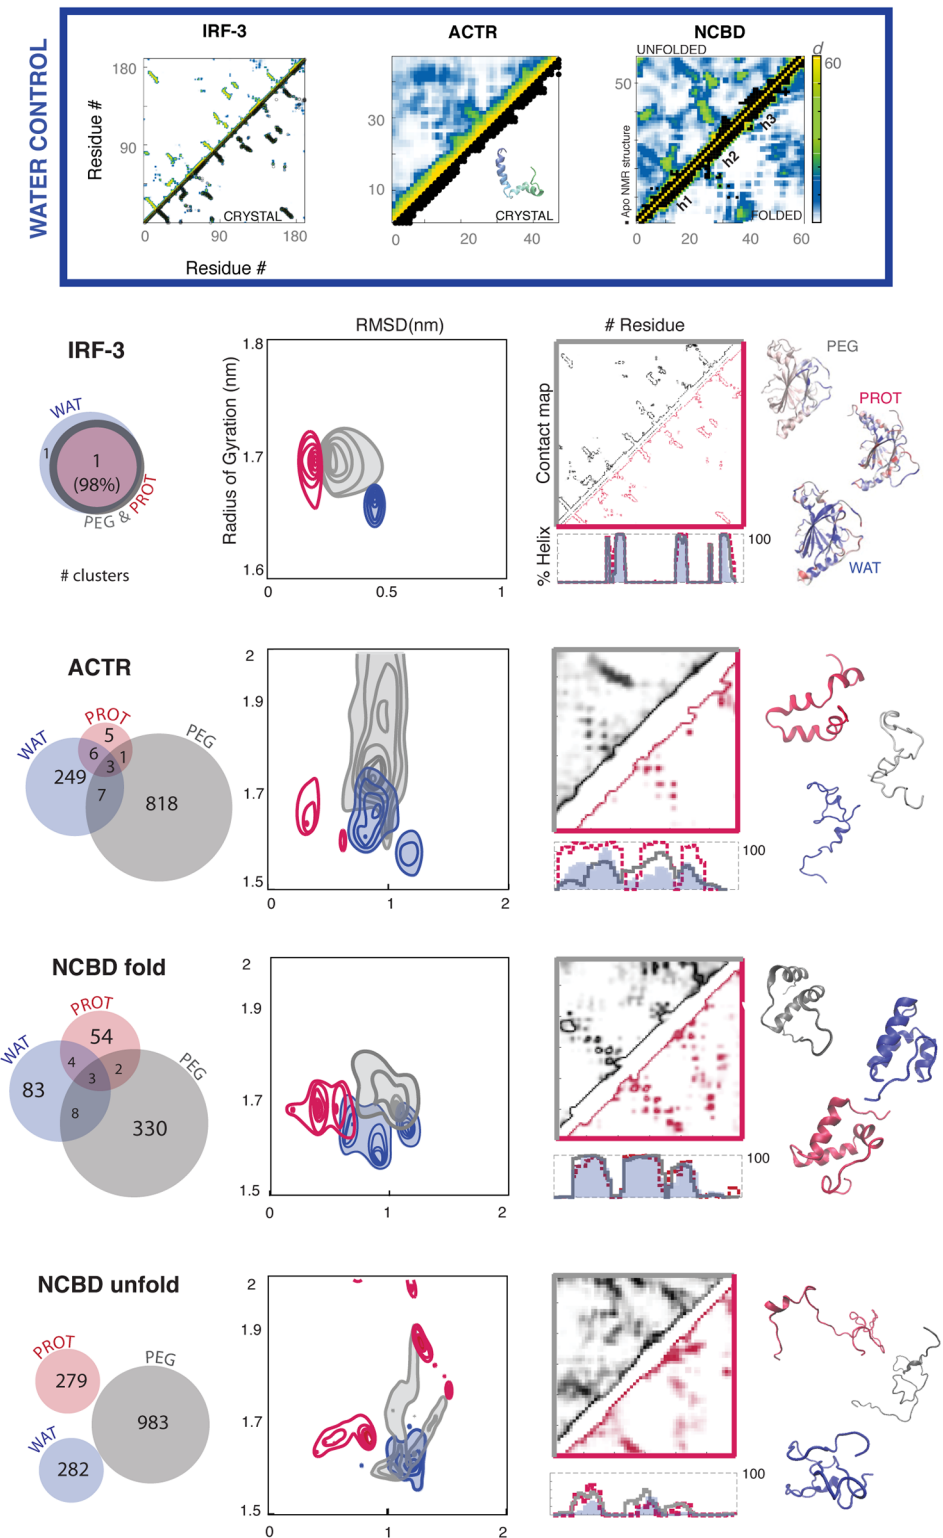 WATER CONTROL
IRF-3
ACTR
NCBD
Residue #
180
90
0
90
180
CRYSTAL
Residue #
30
10
0
20
40
CRYSTAL
UNFOLDED
50
▪ Apo NMR structure
h1
h2
h3
FOLDED
0
20
40
60
d
60
IRF-3
WAT
1
1
(98%)
PEG & PROT
# clusters
RMSD(nm)
Radius of Gyration (nm)
1.8
1.7
1.6
0
0.5
1
# Residue
Contact map
% Helix
100
PEG
PROT
WAT
ACTR
PROT
WAT
PEG
5
6
1
3
249
7
818
2
1.9
1.7
1.5
0
1
2
100
NCBD fold
PROT
WAT
PEG
54
4
2
3
83
8
330
2
1.9
1.7
1.5
0
1
2
100
NCBD unfold
PROT
279
PEG
983
WAT
282
2
1.9
1.7
1.5
0
1
2
100